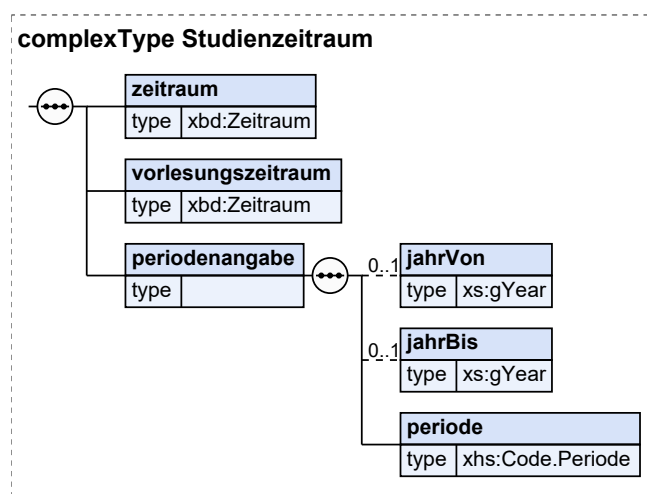 complexType Studienzeitraum
zeitraum
type xbd:Zeitraum
vorlesungszeitraum
type xbd:Zeitraum
periodenangabe
type
0..1 jahrVon
type xs:gYear
0..1 jahrBis
type xs:gYear
periode
type xhs:Code.Periode